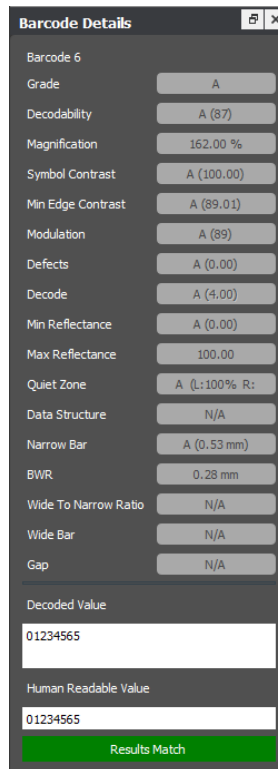 Barcode Details
Barcode 6
Grade A
Decodability A (87)
Magnification 162.00 %
Symbol Contrast A (100.00)
Min Edge Contrast A (89.01)
Modulation A (89)
Defects A (0.00)
Decode A (4.00)
Min Reflectance A (0.00)
Max Reflectance 100.00
Quiet Zone A (L:100% R:
Data Structure N/A
Narrow Bar A (0.53 mm)
BWR 0.28 mm
Wide To Narrow Ratio N/A
Wide Bar N/A
Gap N/A
Decoded Value
01234565
Human Readable Value
01234565
Results Match